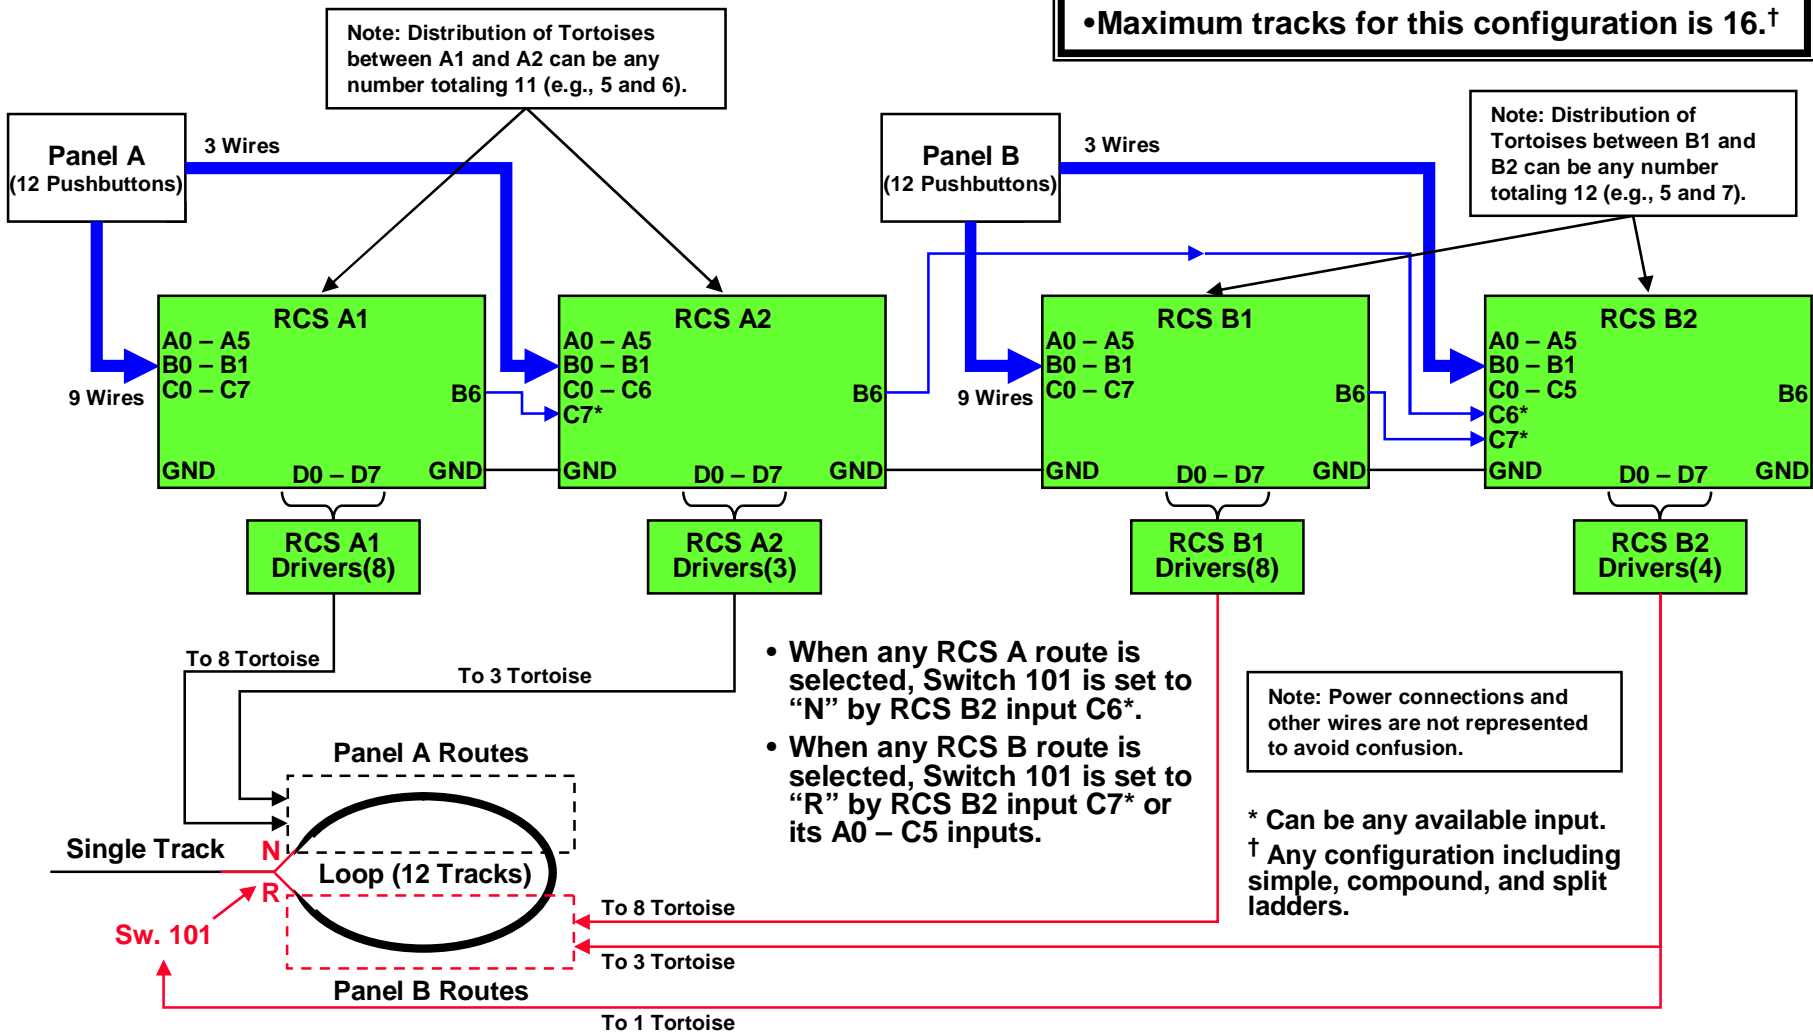 •Maximum tracks for this configuration is 16.†
Note: Distribution of Tortoises
between A1 and A2 can be any
number totaling 11 (e.g., 5 and 6).
Note: Distribution of
Tortoises between B1 and
B2 can be any number
totaling 12 (e.g., 5 and 7).
Panel A
(12 Pushbuttons)
3 Wires
9 Wires
Panel B
(12 Pushbuttons)
3 Wires
9 Wires
RCS A1
A0 – A5
B0 – B1
C0 – C7
B6
GND
D0 – D7
GND
RCS A2
A0 – A5
B0 – B1
C0 – C6
C7*
B6
GND
D0 – D7
GND
RCS B1
A0 – A5
B0 – B1
C0 – C7
B6
GND
D0 – D7
GND
RCS B2
A0 – A5
B0 – B1
C0 – C5
C6*
C7*
B6
GND
D0 – D7
GND
RCS A1
Drivers(8)
RCS A2
Drivers(3)
RCS B1
Drivers(8)
RCS B2
Drivers(4)
To 8 Tortoise
To 3 Tortoise
• When any RCS A route is
selected, Switch 101 is set to
“N” by RCS B2 input C6*.
• When any RCS B route is
selected, Switch 101 is set to
“R” by RCS B2 input C7* or
its A0 – C5 inputs.
Note: Power connections and
other wires are not represented
to avoid confusion.
* Can be any available input.
† Any configuration including
simple, compound, and split
ladders.
Panel A Routes
Single Track
N
R
Loop (12 Tracks)
Sw. 101
Panel B Routes
To 8 Tortoise
To 3 Tortoise
To 1 Tortoise